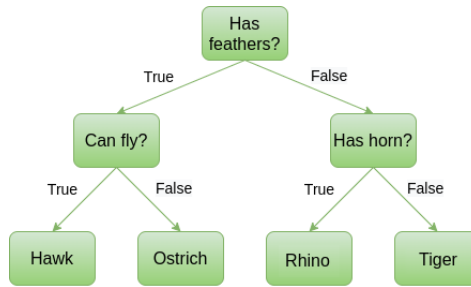 Has
feathers?
True
False
Can fly?
Has horn?
True
False
True
False
Hawk
Ostrich
Rhino
Tiger